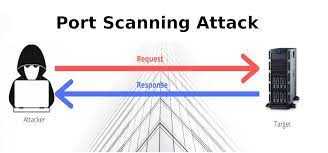 Port Scanning Attack
Request
Response
Attacker
Target